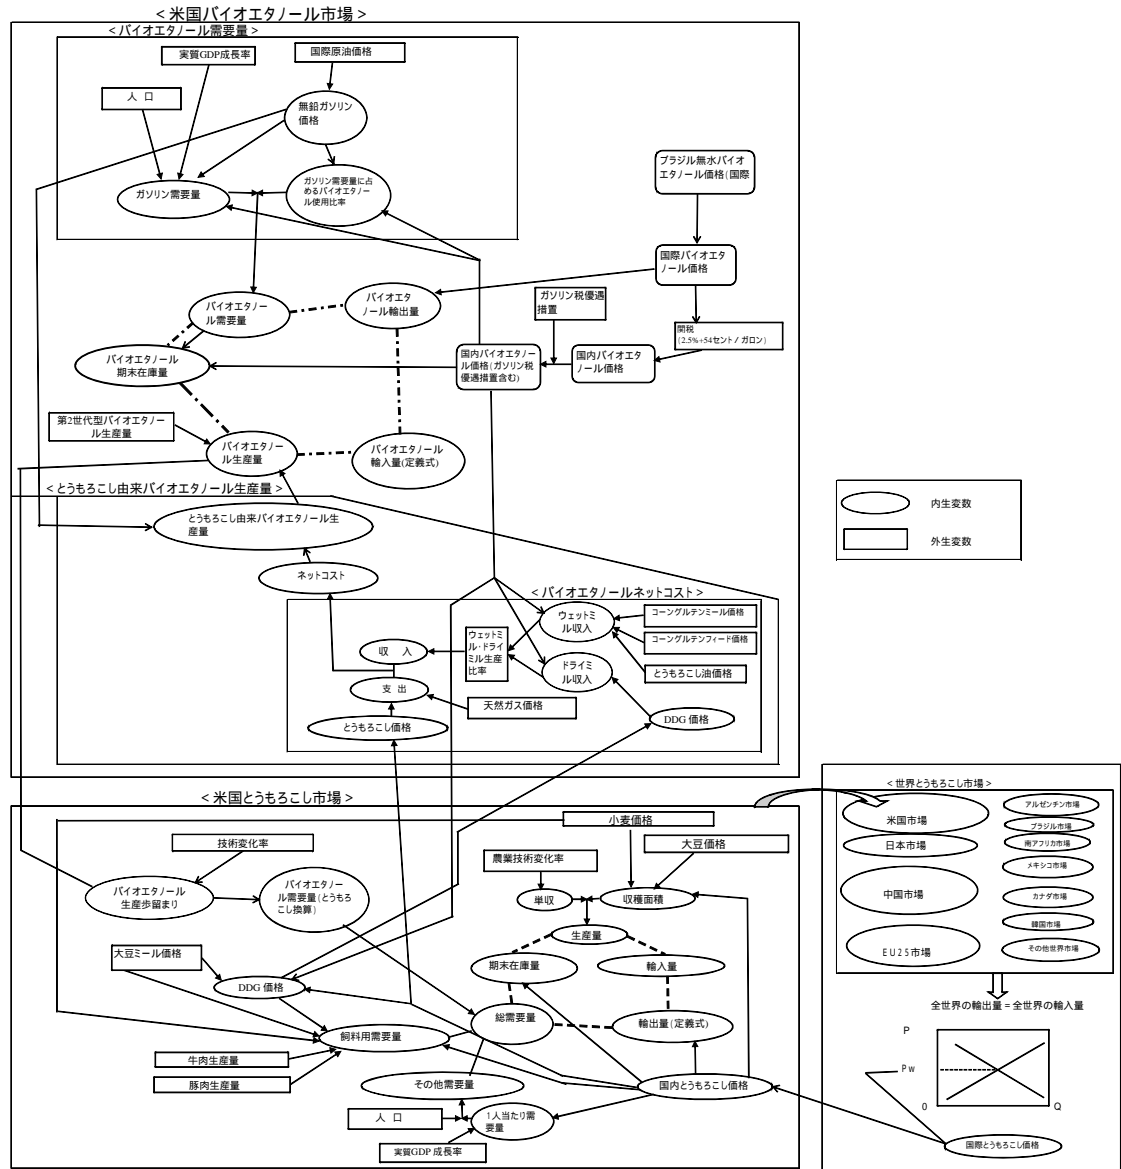 ＜米国バイオエタノール市場＞
＜バイオエタノール需要量＞
実質GDP成長率
国際原油価格
人 口
無鉛ガソリン
価格
ガソリン需要量
ガソリン需要量に占
めるバイオエタノー
ル使用比率
ブラジル無水バイオ
エタノール価格(国際
国際バイオエタ
ノール価格
バイオエタノー
ル需要量
バイオエタ
ノール輸出量
ガソリン税優遇
措置
関税
(2.5%+54セント/ガロン)
バイオエタノール
期末在庫量
国内バイオエタノー
ル価格(ガソリン税
優遇措置含む)
国内バイオエタ
ノール価格
第2世代型バイオエタノー
ル生産量
バイオエタノー
ル生産量
バイオエタノール
輸入量(定義式)
＜とうもろこし由来バイオエタノール生産量＞
とうもろこし由来バイオエタノール生
産量
内生変数
外生変数
ネットコスト
＜バイオエタノールネットコスト＞
ウェットミ
ル収入
コーングルテンミール価格
コーングルテンフィード価格
とうもろこし油価格
収 入
ウェットミ
ル・ドライ
ミル生産
比率
ドライミ
ル収入
支 出
天然ガス価格
DDG 価格
とうもろこし価格
＜米国とうもろこし市場＞
小麦価格
技術変化率
農業技術変化率
大豆価格
バイオエタノール
生産歩留まり
バイオエタノー
ル需要量(とうもろ
こし換算)
単収
収穫面積
生産量
大豆ミール価格
期末在庫量
輸入量
DDG 価格
総需要量
輸出量(定義式)
飼料用需要量
牛肉生産量
豚肉生産量
その他需要量
国内とうもろこし価格
人 口
1人当たり需
要量
実質GDP 成長率
＜世界とうもろこし市場＞
米国市場
アルゼンチン市場
ブラジル市場
日本市場
南アフリカ市場
メキシコ市場
中国市場
カナダ市場
韓国市場
EU25市場
その他世界市場
全世界の輸出量＝全世界の輸入量
P
Pw
0
Q
国際とうもろこし価格